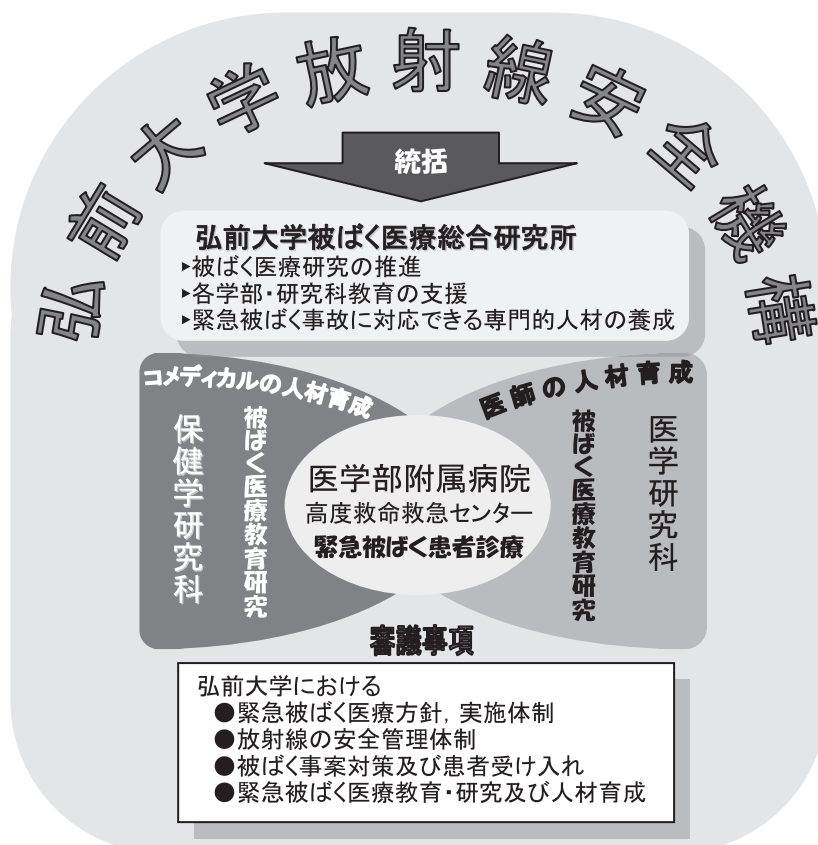 弘前大学放射線安全機構
統括
弘前大学被ばく医療総合研究所
▸被ばく医療研究の推進
▸各学部・研究科教育の支援
▸緊急被ばく事故に対応できる専門的人材の養成
コメディカルの人材育成
保健学研究科
被ばく医療教育研究
医学部附属病院
高度救命救急センター
緊急被ばく患者診療
医師の人材育成
被ばく医療教育研究
医学研究科
審議事項
弘前大学における
●緊急被ばく医療方針，実施体制
●放射線の安全管理体制
●被ばく事案対策及び患者受け入れ
●緊急被ばく医療教育・研究及び人材育成